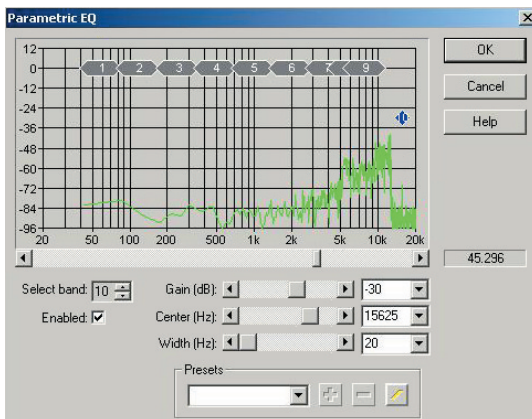 Parametric EQ
12
0
-12
-24
-36
-48
-60
-72
-84
-96
1 2 3 4 5 6 7 9
20 50 100 200 500 1k 2k 5k 10k 20k
OK
Cancel
Help
45.296
Select band: 10
Enabled:
Gain (dB): -30
Center (Hz): 15625
Width (Hz): 20
Presets